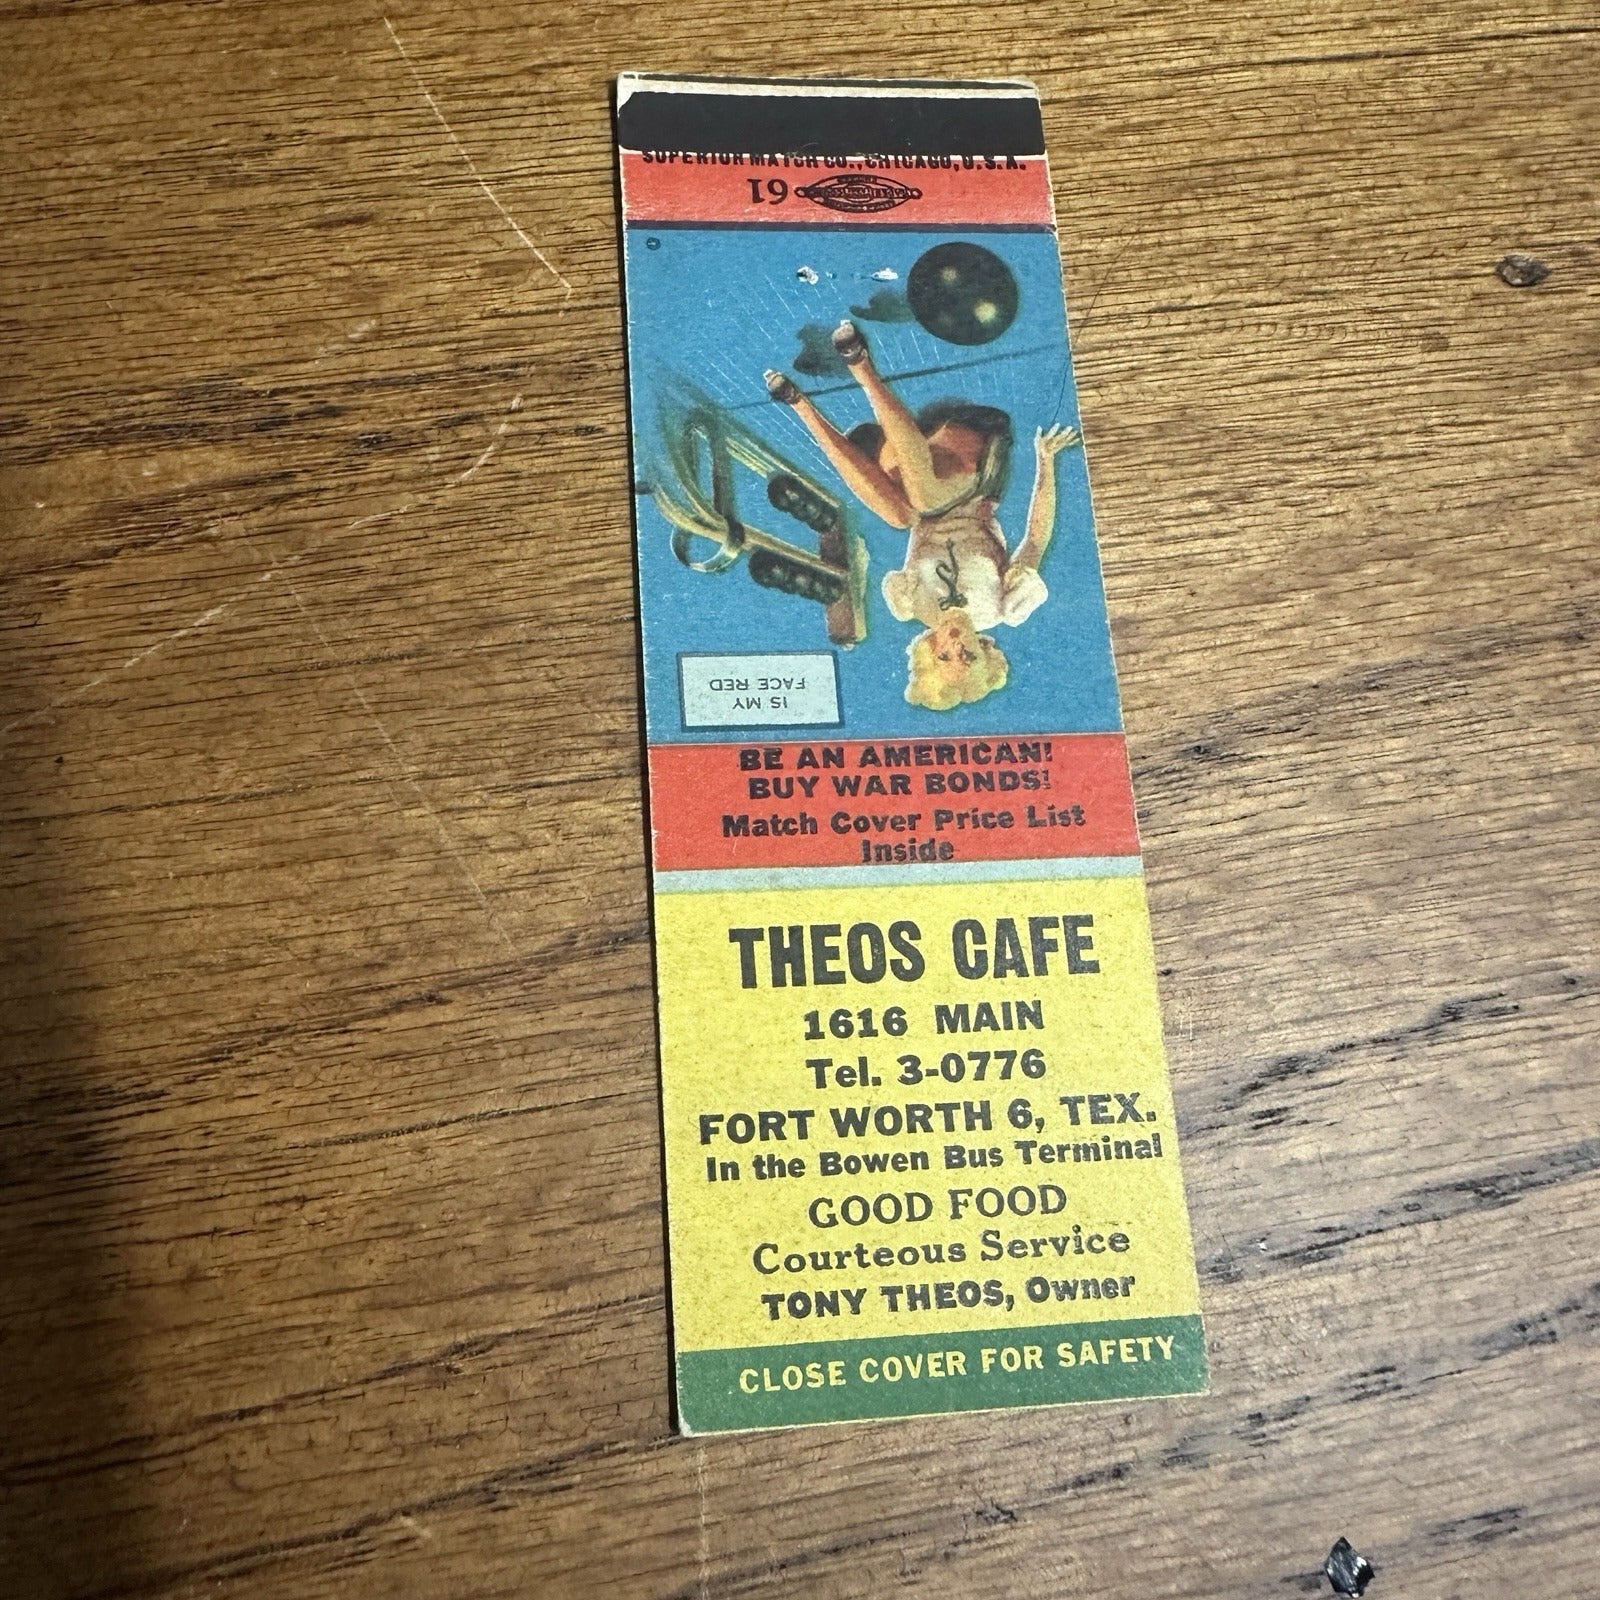 SUPERIOR MATCH CO., CHICAGO, U.S.A.
61
IS MY
FACE RED
BE AN AMERICAN!
BUY WAR BONDS!
Match Cover Price List
Inside
THEOS CAFE
1616 MAIN
Tel. 3-0776
FORT WORTH 6, TEX.
In the Bowen Bus Terminal
GOOD FOOD
Courteous Service
TONY THEOS, Owner
CLOSE COVER FOR SAFETY